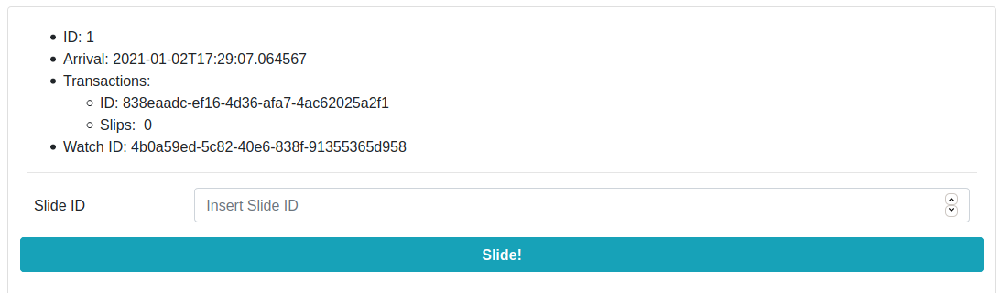 ID: 1
Arrival: 2021-01-02T17:29:07.064567
Transactions:
ID: 838eaadc-ef16-4d36-afa7-4ac62025a2f1
Slips: 0
Watch ID: 4b0a59ed-5c82-40e6-838f-91355365d958
Slide ID
Insert Slide ID
Slide!